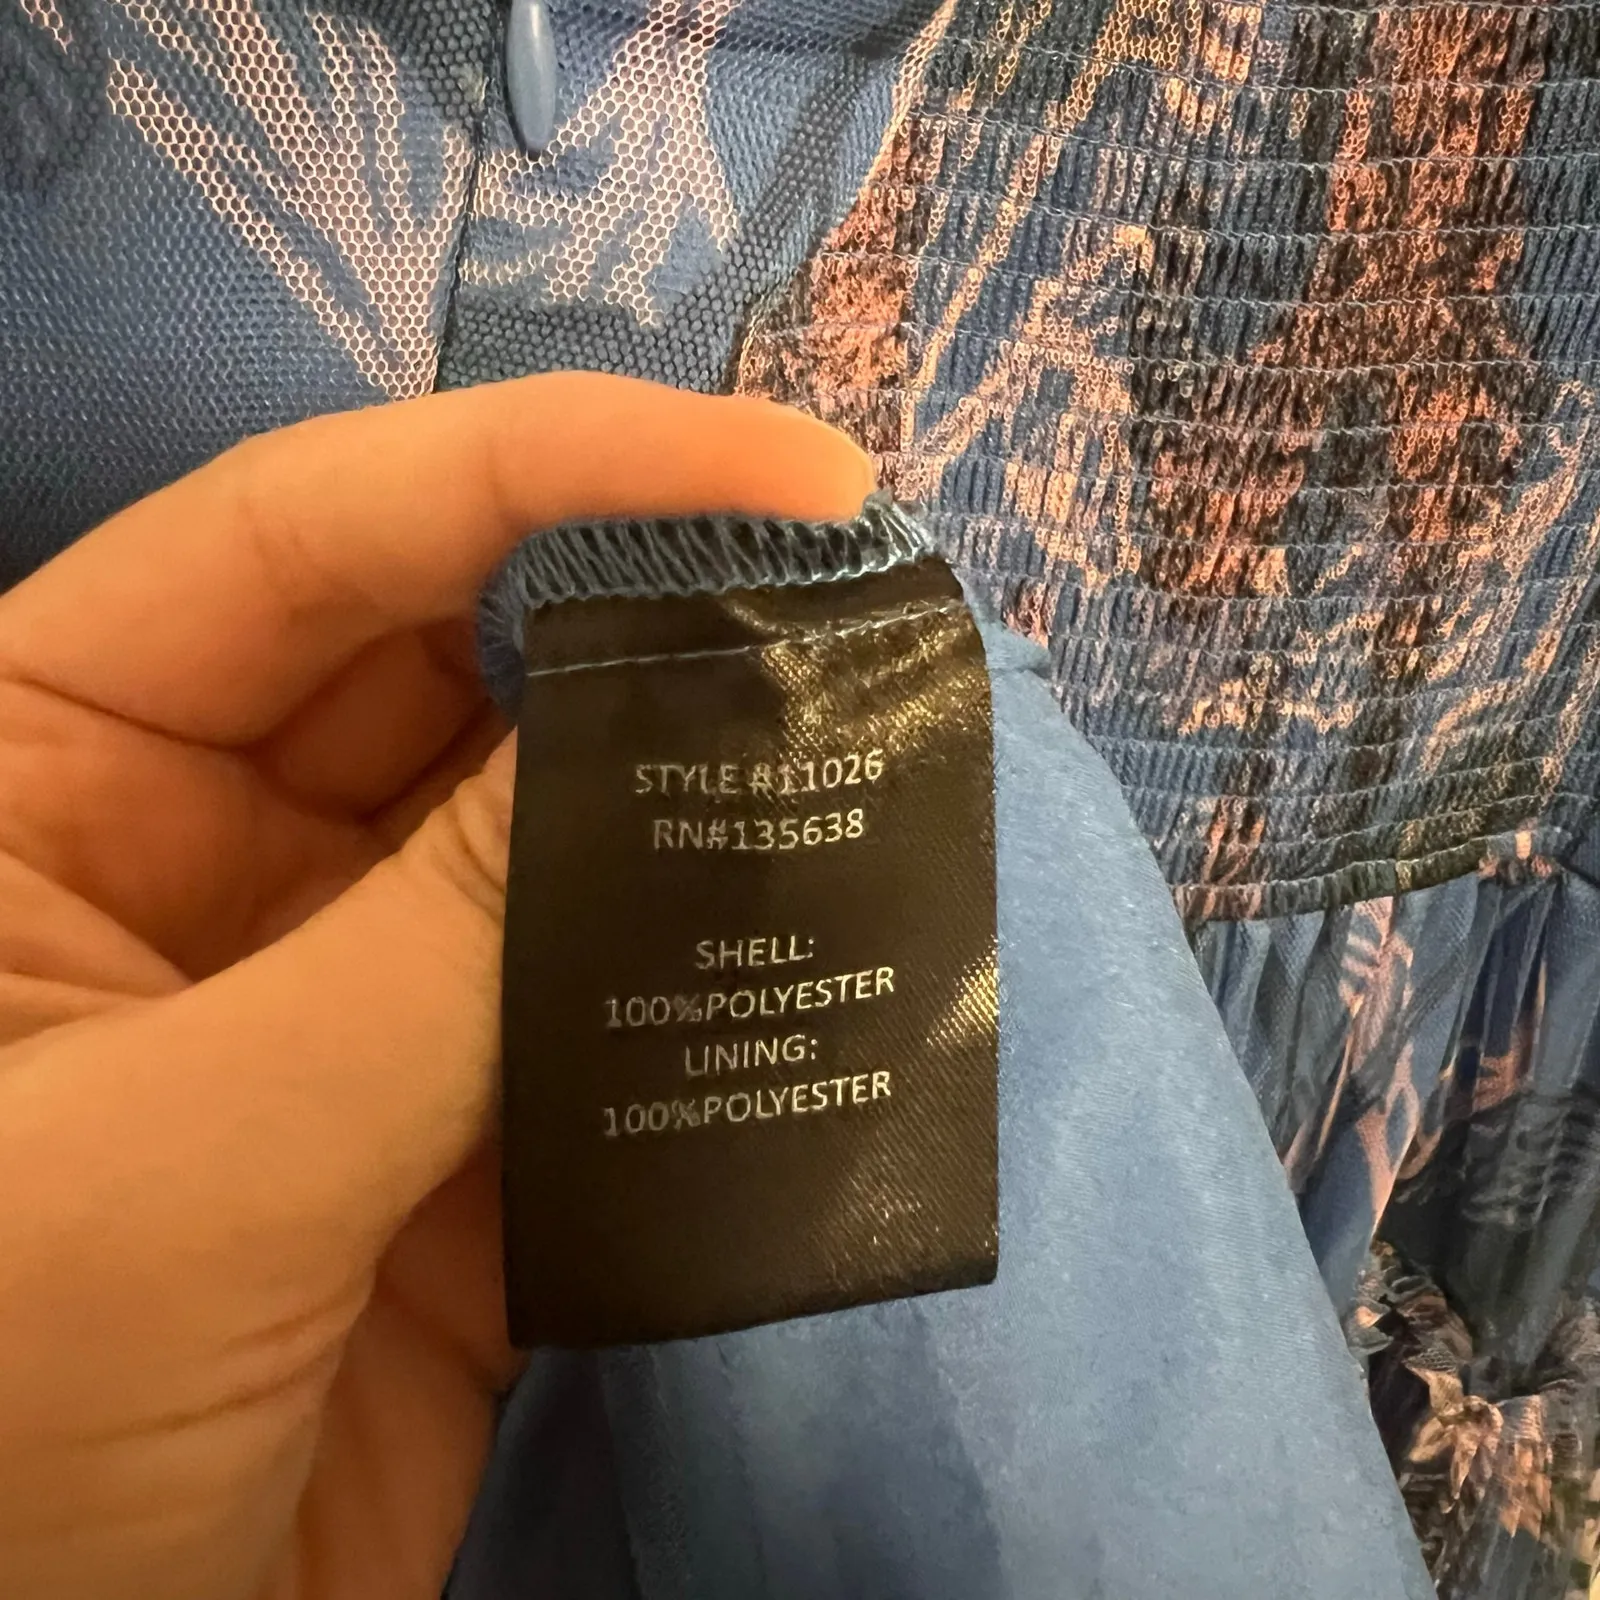 STYLE #11026
RN#135638
SHELL:
100%POLYESTER
LINING:
100%POLYESTER